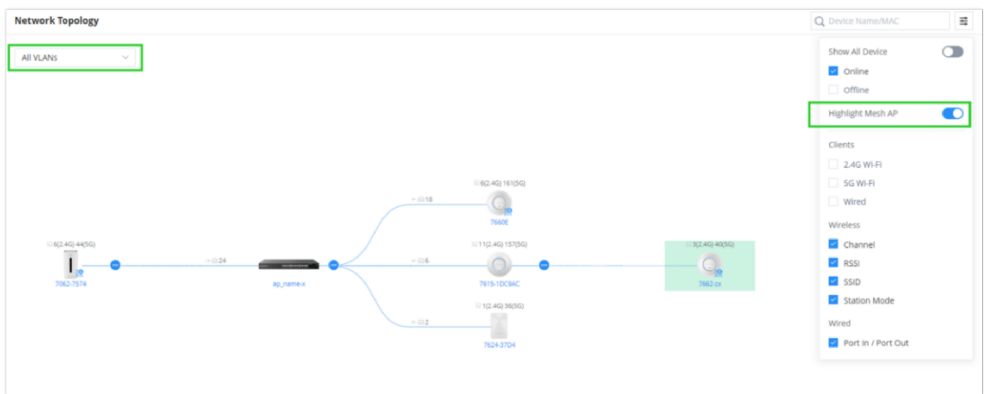 Network Topology
Device Name/MAC
All VLANs
Show All Device
Online
Offline
Highlight Mesh AP
Clients
2.4G Wi-Fi
5G Wi-Fi
Wired
Wireless
Channel
RSSI
SSID
Station Mode
Wired
Port In / Port Out
6(2.4G) 161(5G)
18
7660E
6(2.4G) 44(5G)
7062-7574
24
ap_name-x
6
11(2.4G) 157(5G)
7615-1DC9AC
3(2.4G) 40(5G)
7662-zx
2
1(2.4G) 36(5G)
7624-37D4